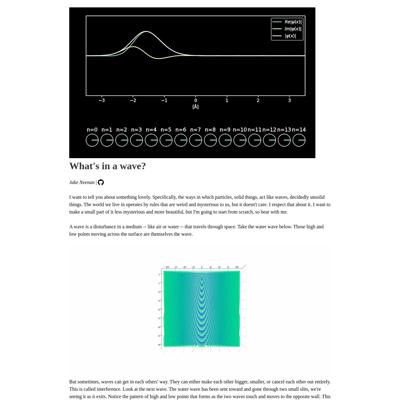 Re[ψ(x)]
Im[ψ(x)]
|ψ(x)|
−3 −2 −1 0 1 2 3
[Å]
n=0 n=1 n=2 n=3 n=4 n=5 n=6 n=7 n=8 n=9 n=10 n=11 n=12 n=13 n=14
What's in a wave?
Jake Neenan |
I want to tell you about something lovely. Specifically, the ways in which particles, solid things, act like waves, decidedly unsolid
things. The world we live in operates by rules that are weird and mysterious to us, but it doesn't care. I respect that about it. I want to
make a small part of it less mysterious and more beautiful, but I'm going to start from scratch, so bear with me.
A wave is a disturbance in a medium -- like air or water -- that travels through space. Take the water wave below. Those high and
low points moving across the surface are themselves the wave.
But sometimes, waves can get in each others' way. They can either make each other bigger, smaller, or cancel each other out entirely.
This is called interference. Look at the next wave. The water wave has been sent toward and gone through two small slits, we're
seeing it as it exits. Notice the pattern of high and low points that forms as the two waves touch and moves to the opposite wall. This